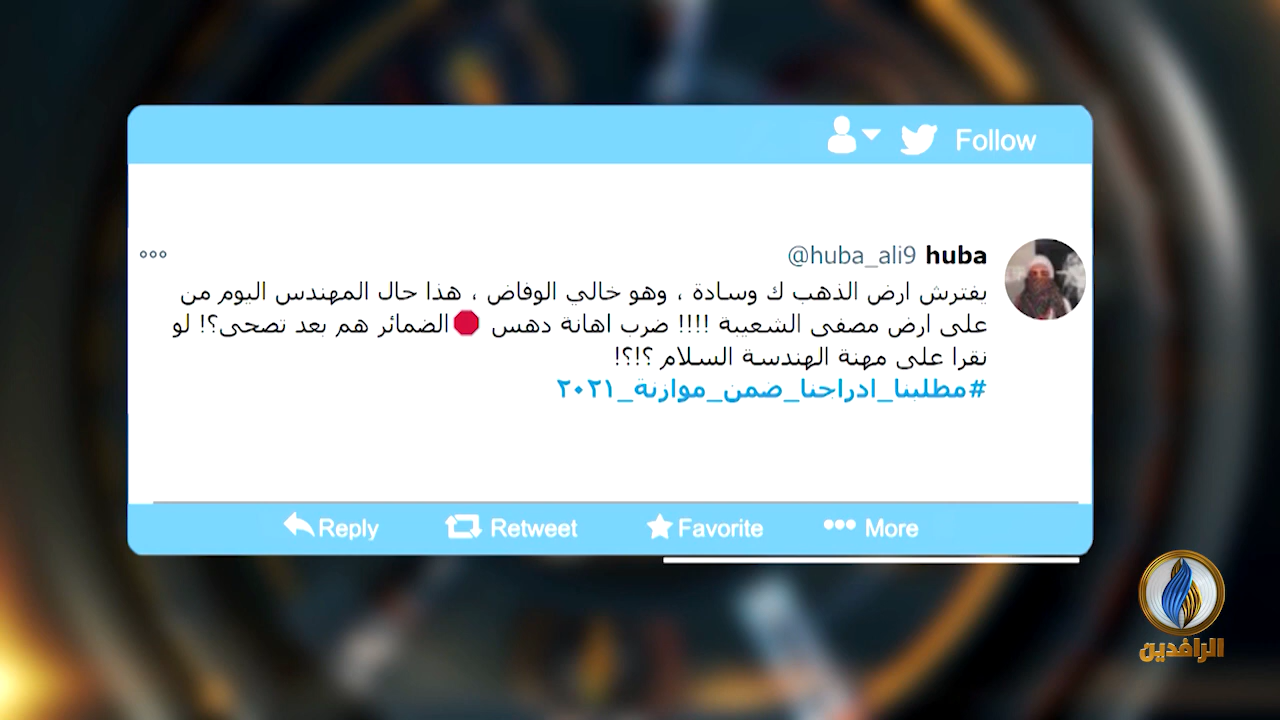 Follow
huba @huba_ali9
يفترش ارض الذهب ك وسادة ، وهو خالي الوفاض ، هذا حال المهندس اليوم من
على ارض مصفى الشعيبة !!!! ضرب اهانة دهس 🛑الضمائر هم بعد تصحى؟! لو
نقرا على مهنة الهندسة السلام ؟!؟!
#مطلبنا_ادراجنا_ضمن_موازنة_٢٠٢١
Reply Retweet Favorite More
الرافدين